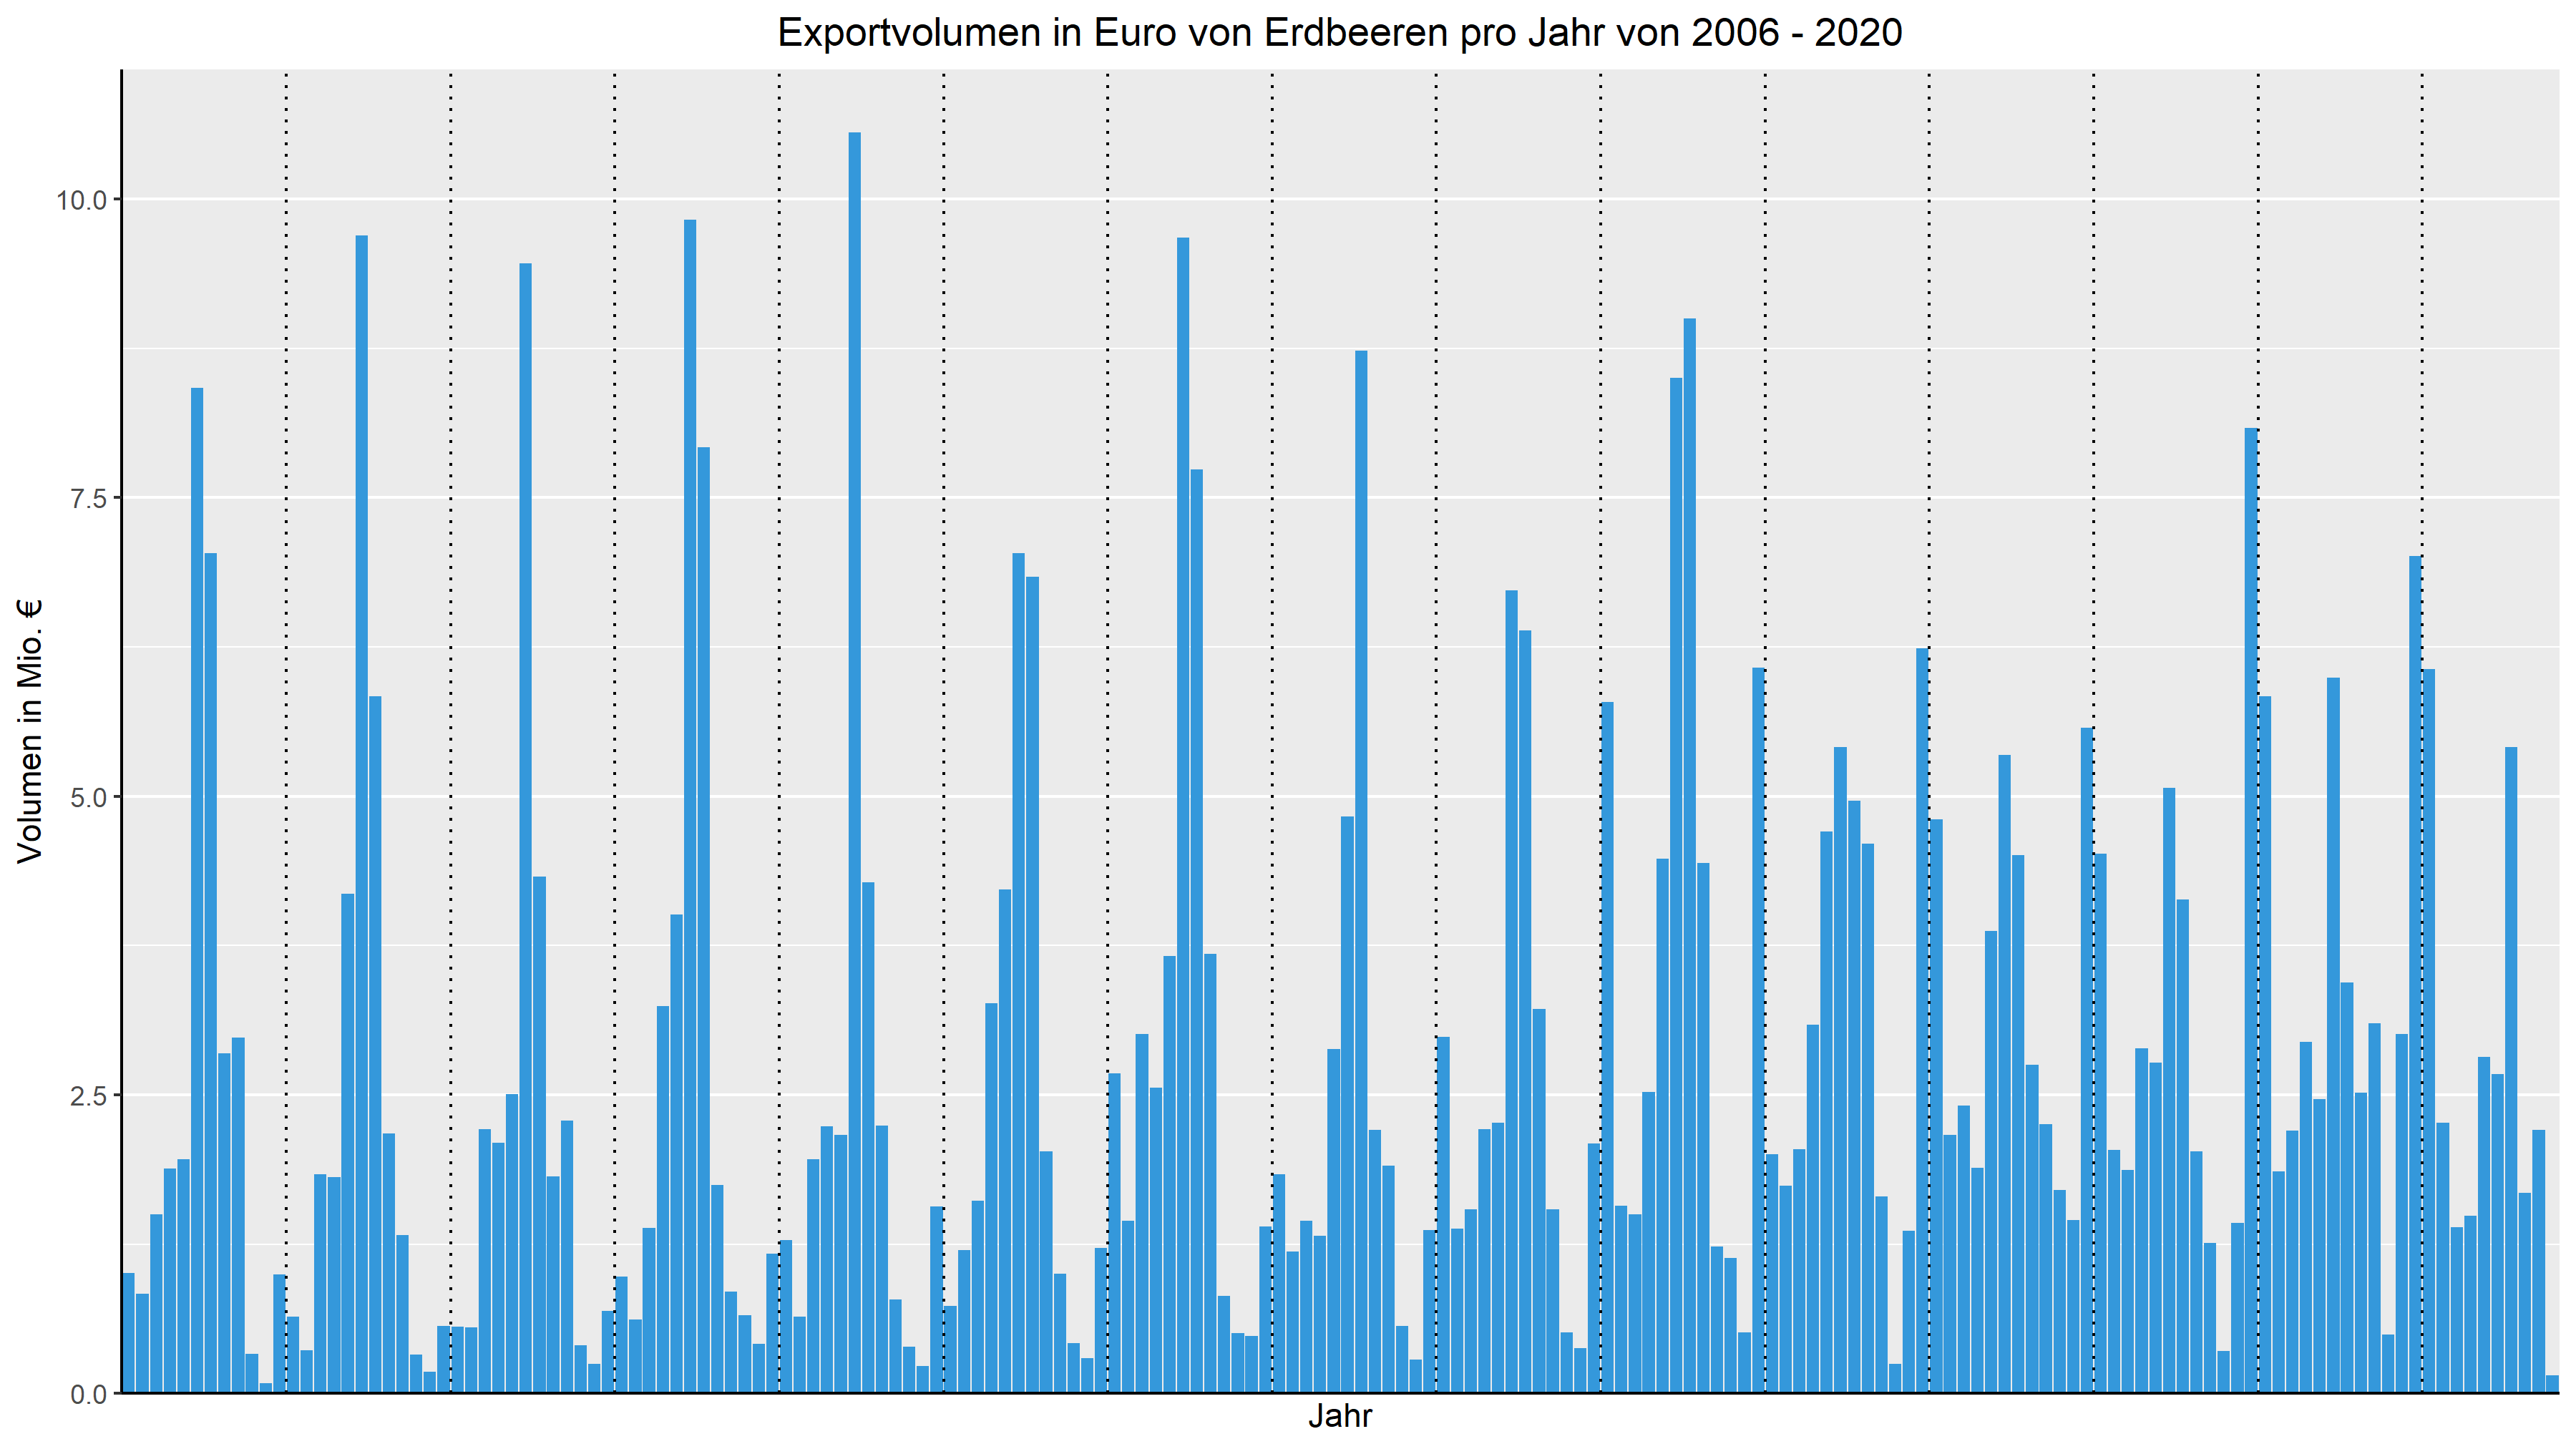 Exportvolumen in Euro von Erdbeeren pro Jahr von 2006 - 2020
Volumen in Mio. €
10.0
7.5
5.0
2.5
0.0
Jahr